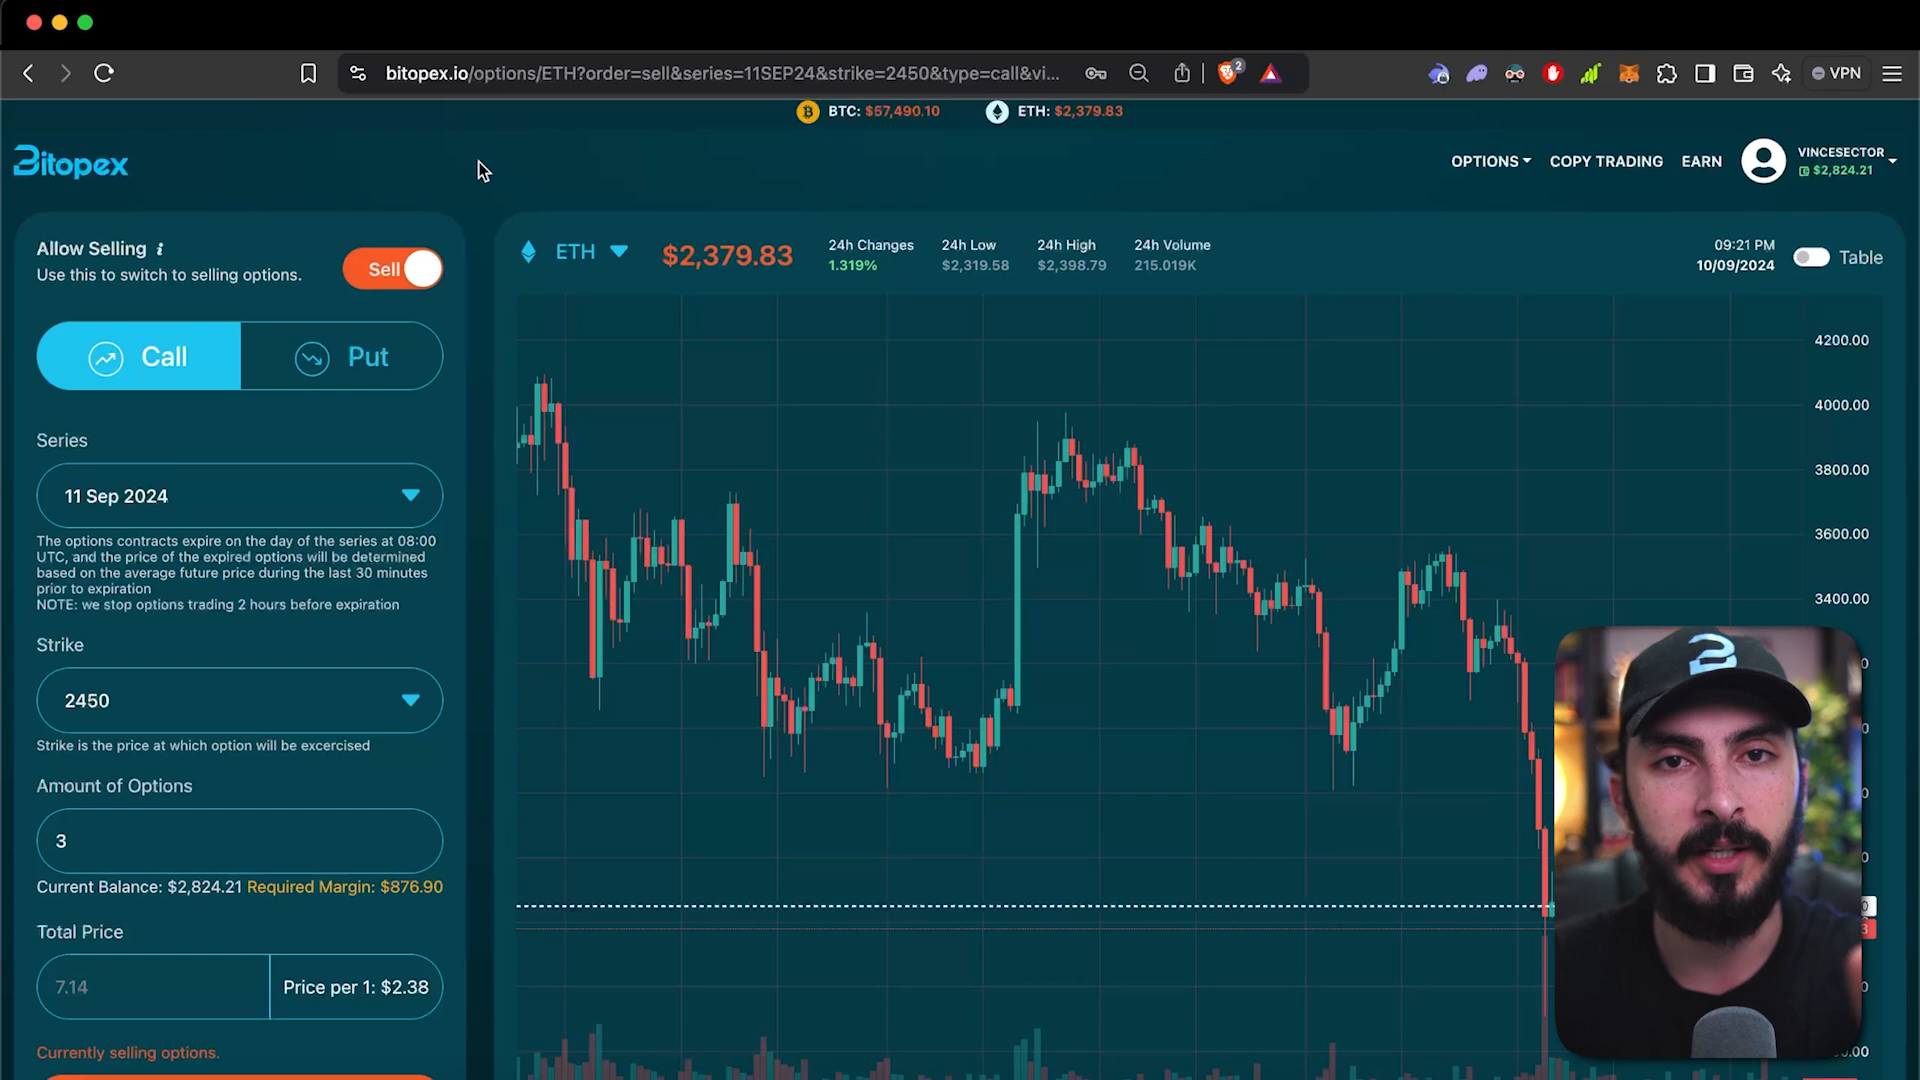 bitopex.io/options/ETH?order=sell&series=11SEP24&strike=2450&type=call&vi...
2
VPN
BTC: $57,490.10
ETH: $2,379.83
Bitopex
OPTIONS
COPY TRADING
EARN
VINCESECTOR
$2,824.21
Allow Selling i
Use this to switch to selling options.
Sell
Call
Put
Series
11 Sep 2024
The options contracts expire on the day of the series at 08:00
UTC, and the price of the expired options will be determined
based on the average future price during the last 30 minutes
prior to expiration
NOTE: we stop options trading 2 hours before expiration
Strike
2450
Strike is the price at which option will be excercised
Amount of Options
3
Current Balance: $2,824.21 Required Margin: $876.90
Total Price
7.14
Price per 1: $2.38
Currently selling options.
ETH
$2,379.83
24h Changes
1.319%
24h Low
$2,319.58
24h High
$2,398.79
24h Volume
215.019K
09:21 PM
10/09/2024
Table
4200.00
4000.00
3800.00
3600.00
3400.00